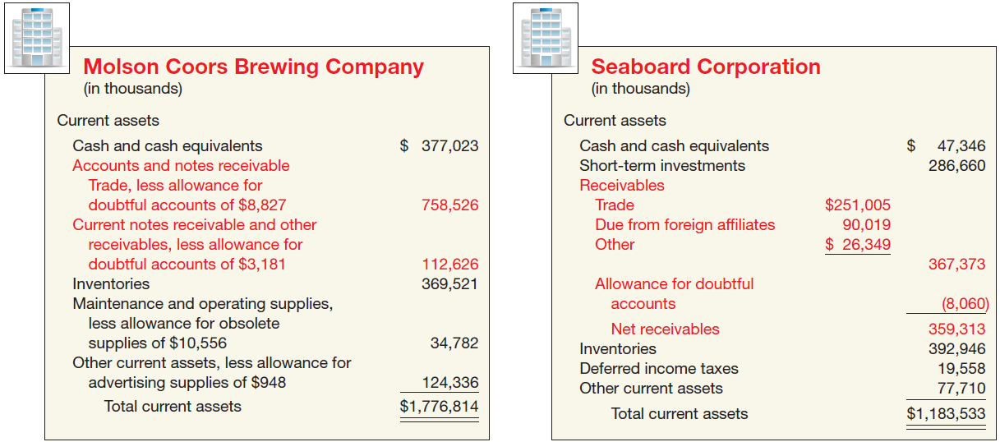 Molson Coors Brewing Company
(in thousands)
Current assets
Cash and cash equivalents $ 377,023
Accounts and notes receivable
Trade, less allowance for
doubtful accounts of $8,827 758,526
Current notes receivable and other
receivables, less allowance for
doubtful accounts of $3,181 112,626
Inventories 369,521
Maintenance and operating supplies,
less allowance for obsolete
supplies of $10,556 34,782
Other current assets, less allowance for
advertising supplies of $948 124,336
Total current assets $1,776,814
Seaboard Corporation
(in thousands)
Current assets
Cash and cash equivalents $ 47,346
Short-term investments 286,660
Receivables
Trade $251,005
Due from foreign affiliates 90,019
Other $ 26,349
367,373
Allowance for doubtful
accounts (8,060)
Net receivables 359,313
Inventories 392,946
Deferred income taxes 19,558
Other current assets 77,710
Total current assets $1,183,533